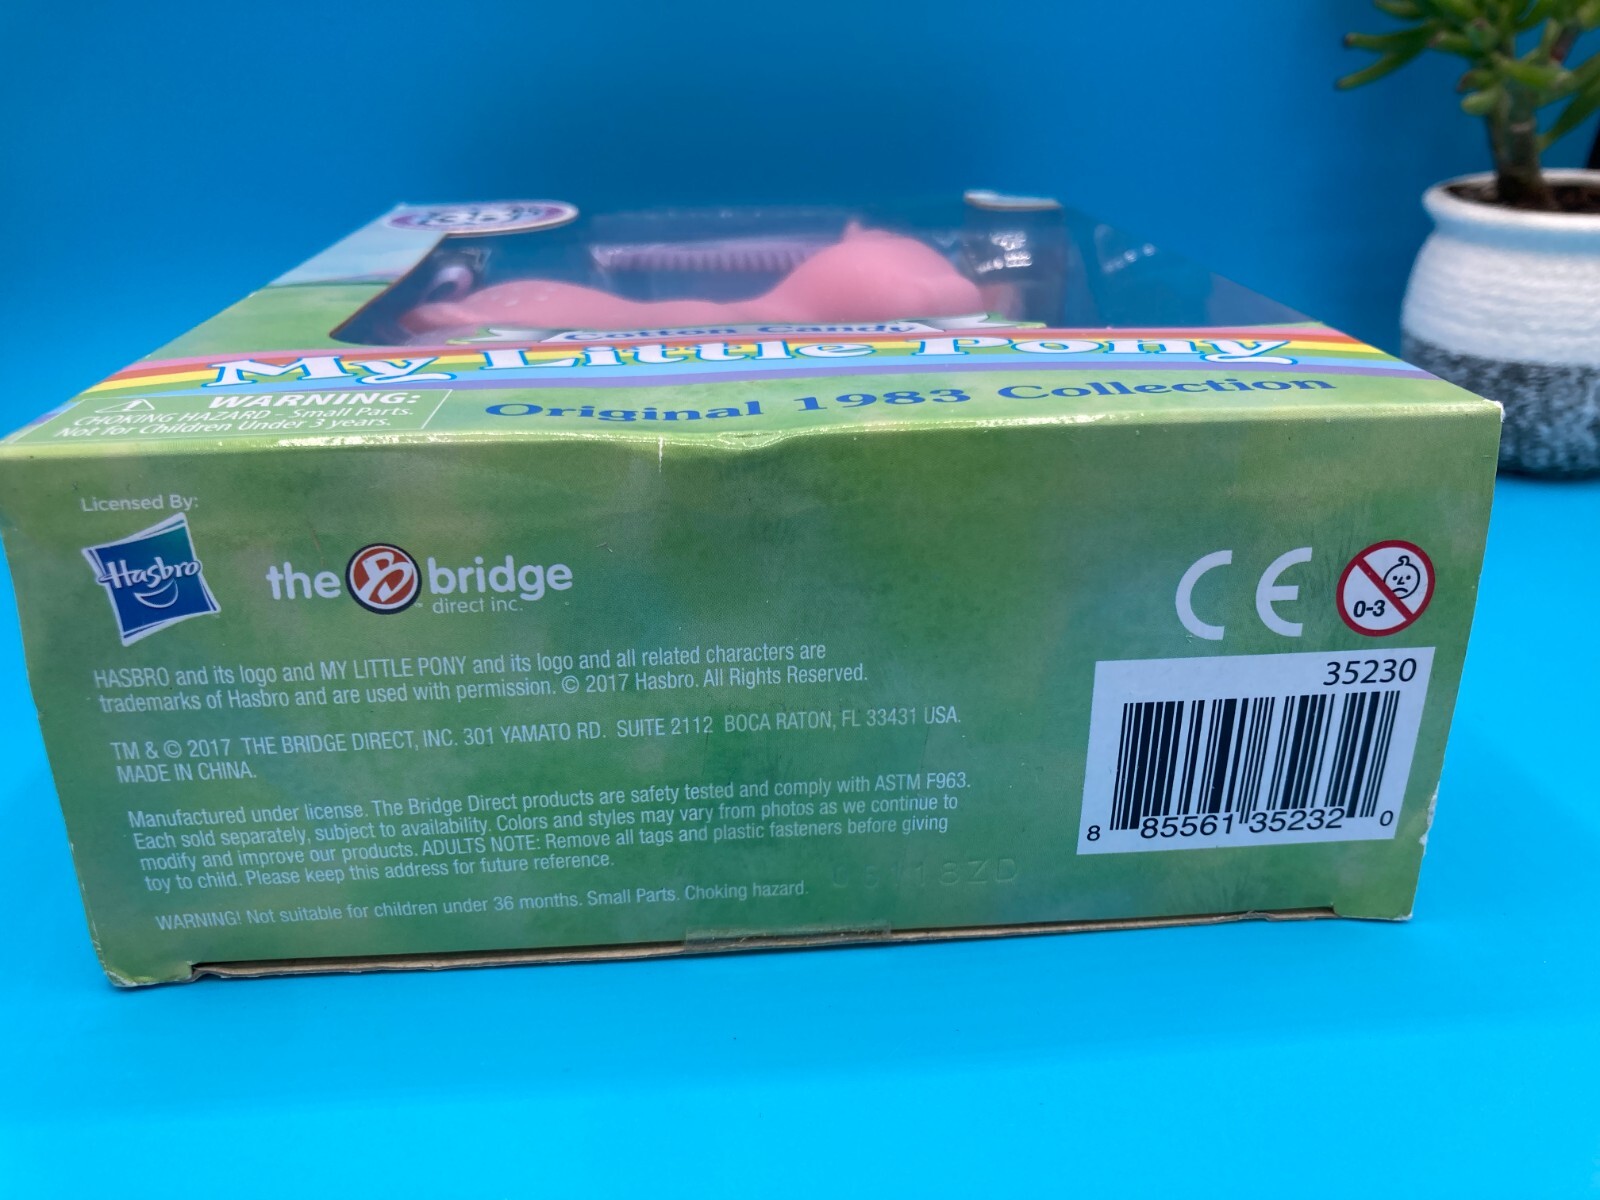 Cotton Candy
My Little Pony
Original 1983 Collection
WARNING:
CHOKING HAZARD - Small Parts.
Not for Children Under 3 years.
Licensed By:
Hasbro
the B bridge
direct inc.
™
CE
0-3
HASBRO and its logo and MY LITTLE PONY and its logo and all related characters are
trademarks of Hasbro and are used with permission. © 2017 Hasbro. All Rights Reserved.
TM & © 2017 THE BRIDGE DIRECT, INC. 301 YAMATO RD. SUITE 2112 BOCA RATON, FL 33431 USA.
MADE IN CHINA.
Manufactured under license. The Bridge Direct products are safety tested and comply with ASTM F963.
Each sold separately, subject to availability. Colors and styles may vary from photos as we continue to
modify and improve our products. ADULTS NOTE: Remove all tags and plastic fasteners before giving
toy to child. Please keep this address for future reference.
WARNING! Not suitable for children under 36 months. Small Parts. Choking hazard.
35230
8 85561 35232 0